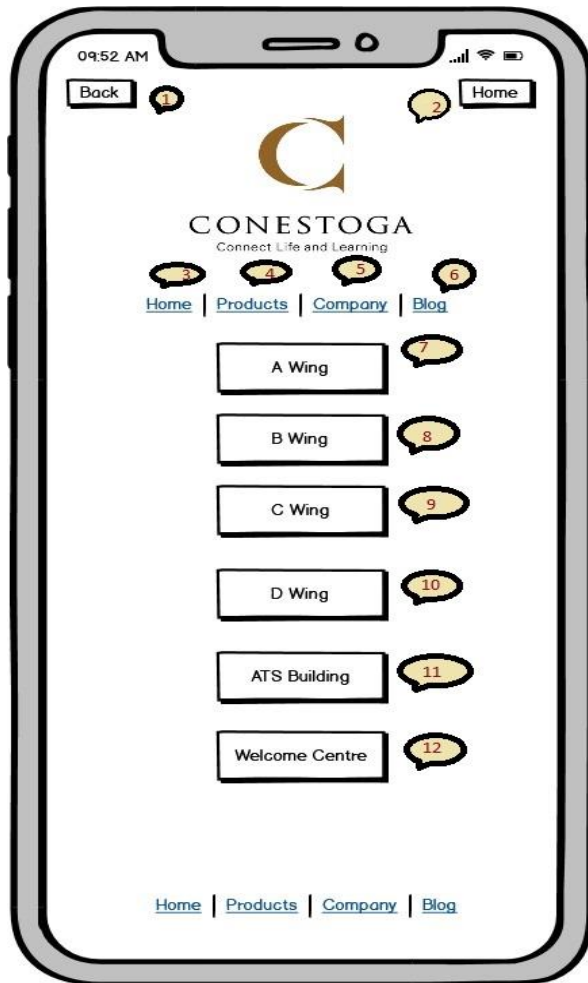 09:52 AM
Back 1 2 Home
C
CONESTOGA
Connect Life and Learning
3 4 5 6
Home | Products | Company | Blog
A Wing 7
B Wing 8
C Wing 9
D Wing 10
ATS Building 11
Welcome Centre 12
Home | Products | Company | Blog